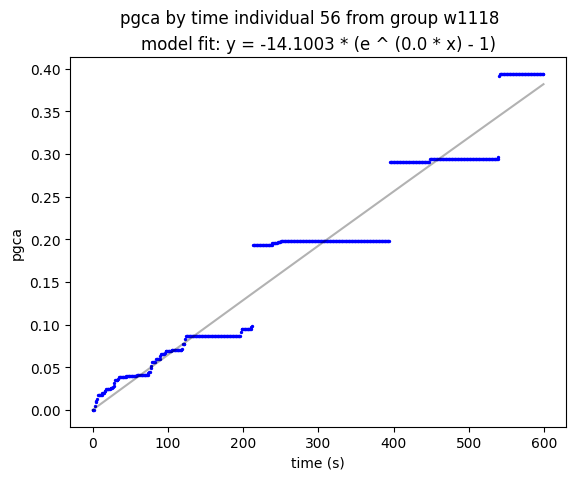 pgca by time individual 56 from group w1118
model fit: y = -14.1003 * (e ^ (0.0 * x) - 1)
0.40
0.35
0.30
0.25
0.20
0.15
0.10
0.05
0.00
pgca
0 100 200 300 400 500 600
time (s)